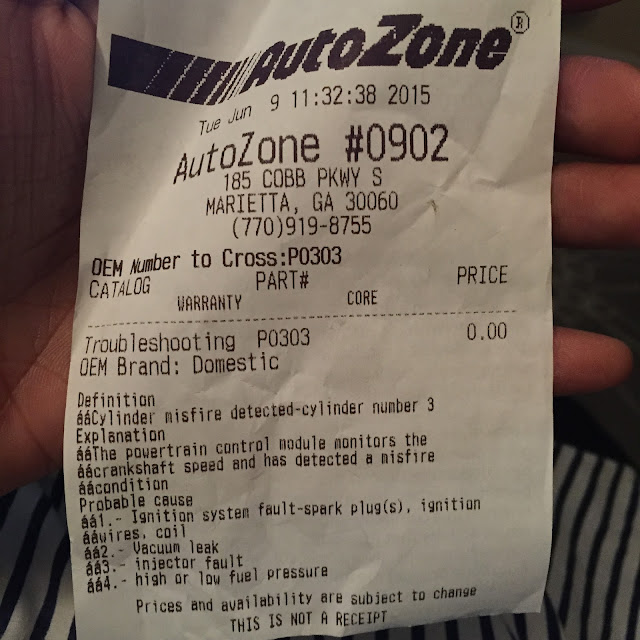 AutoZone®
Tue Jun 9 11:32:38 2015
AutoZone #0902
185 COBB PKWY S
MARIETTA, GA 30060
(770)919-8755
OEM Number to Cross:P0303
CATALOG PART# PRICE
WARRANTY CORE
Troubleshooting P0303 0.00
OEM Brand: Domestic
Definition
ááCylinder misfire detected-cylinder number 3
Explanation
ááThe powertrain control module monitors the
áácrankshaft speed and has detected a misfire
áácondition
Probable cause
áá1.- Ignition system fault-spark plug(s), ignition
ááwires, coil
áá2.- Vacuum leak
áá3.- injector fault
áá4.- high or low fuel pressure
Prices and availability are subject to change
THIS IS NOT A RECEIPT